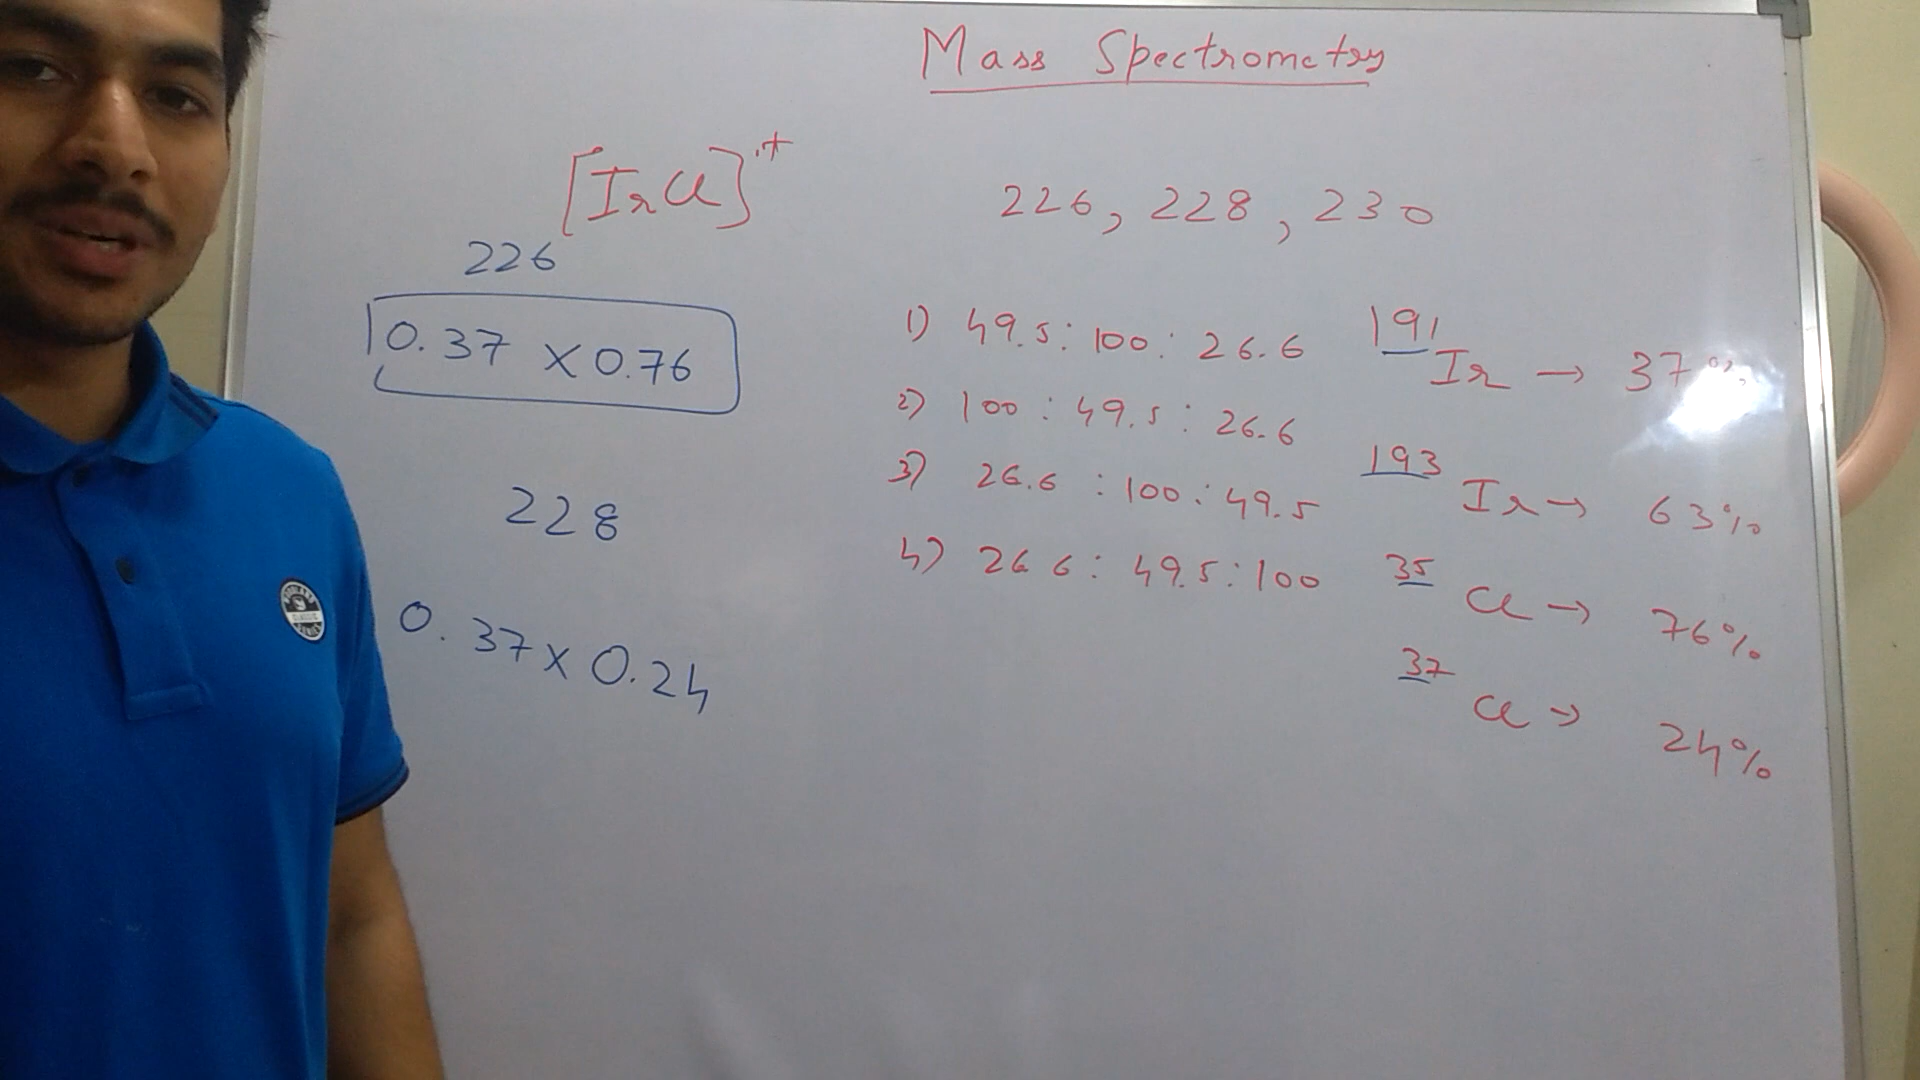 Mass Spectrometry
[IrCl]·+
226, 228, 230
226
0.37 x 0.76
228
0.37 x 0.24
1) 49.5 : 100 : 26.6
2) 100 : 49.5 : 26.6
3) 26.6 : 100 : 49.5
4) 26 6 : 49.5 : 100
191 Ir → 37%
193 Ir → 63%
35 Cl → 76%
37 Cl → 24%
CLASSIC